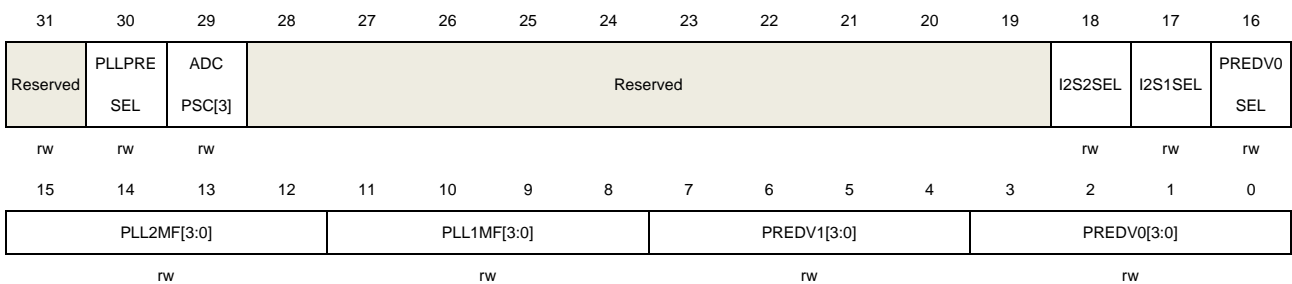 31 30 29 28 27 26 25 24 23 22 21 20 19 18 17 16
Reserved PLLPRE SEL ADC PSC[3] Reserved I2S2SEL I2S1SEL PREDV0 SEL
rw rw rw rw rw rw
15 14 13 12 11 10 9 8 7 6 5 4 3 2 1 0
PLL2MF[3:0] PLL1MF[3:0] PREDV1[3:0] PREDV0[3:0]
rw rw rw rw